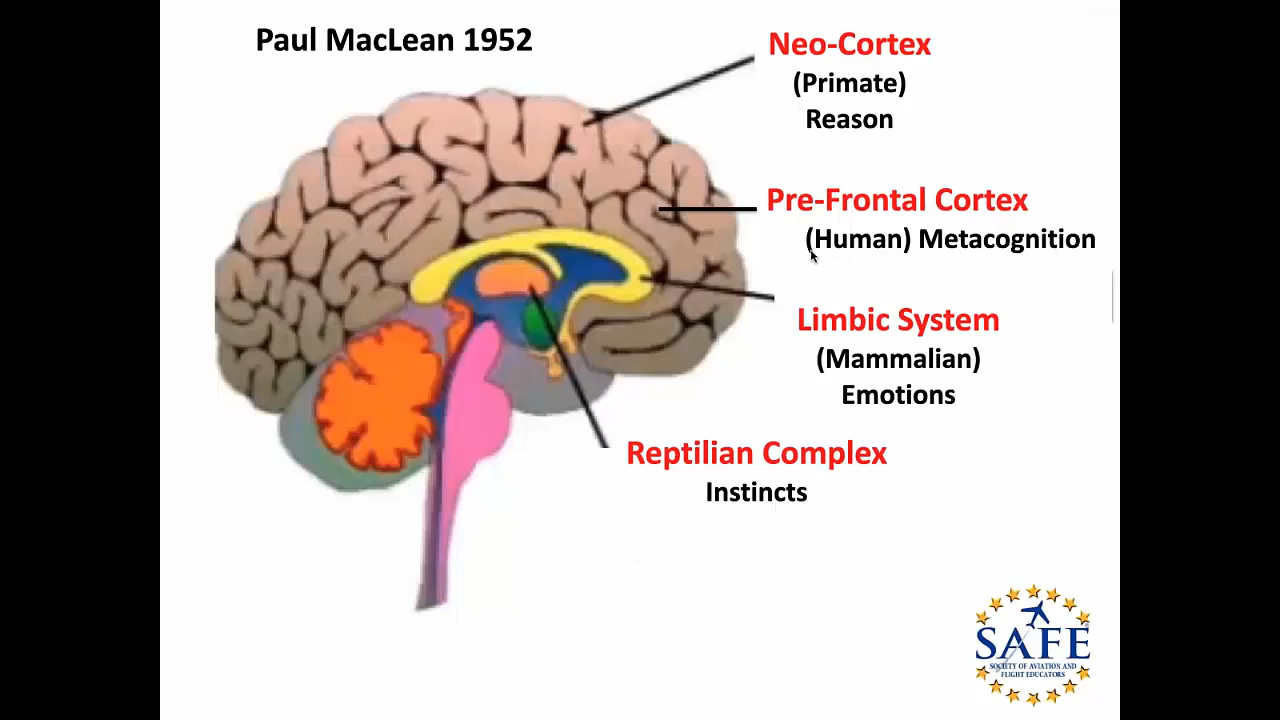 Paul MacLean 1952
Neo-Cortex
(Primate)
Reason
Pre-Frontal Cortex
(Human) Metacognition
Limbic System
(Mammalian)
Emotions
Reptilian Complex
Instincts
SAFE
SOCIETY OF AVIATION AND
FLIGHT EDUCATORS